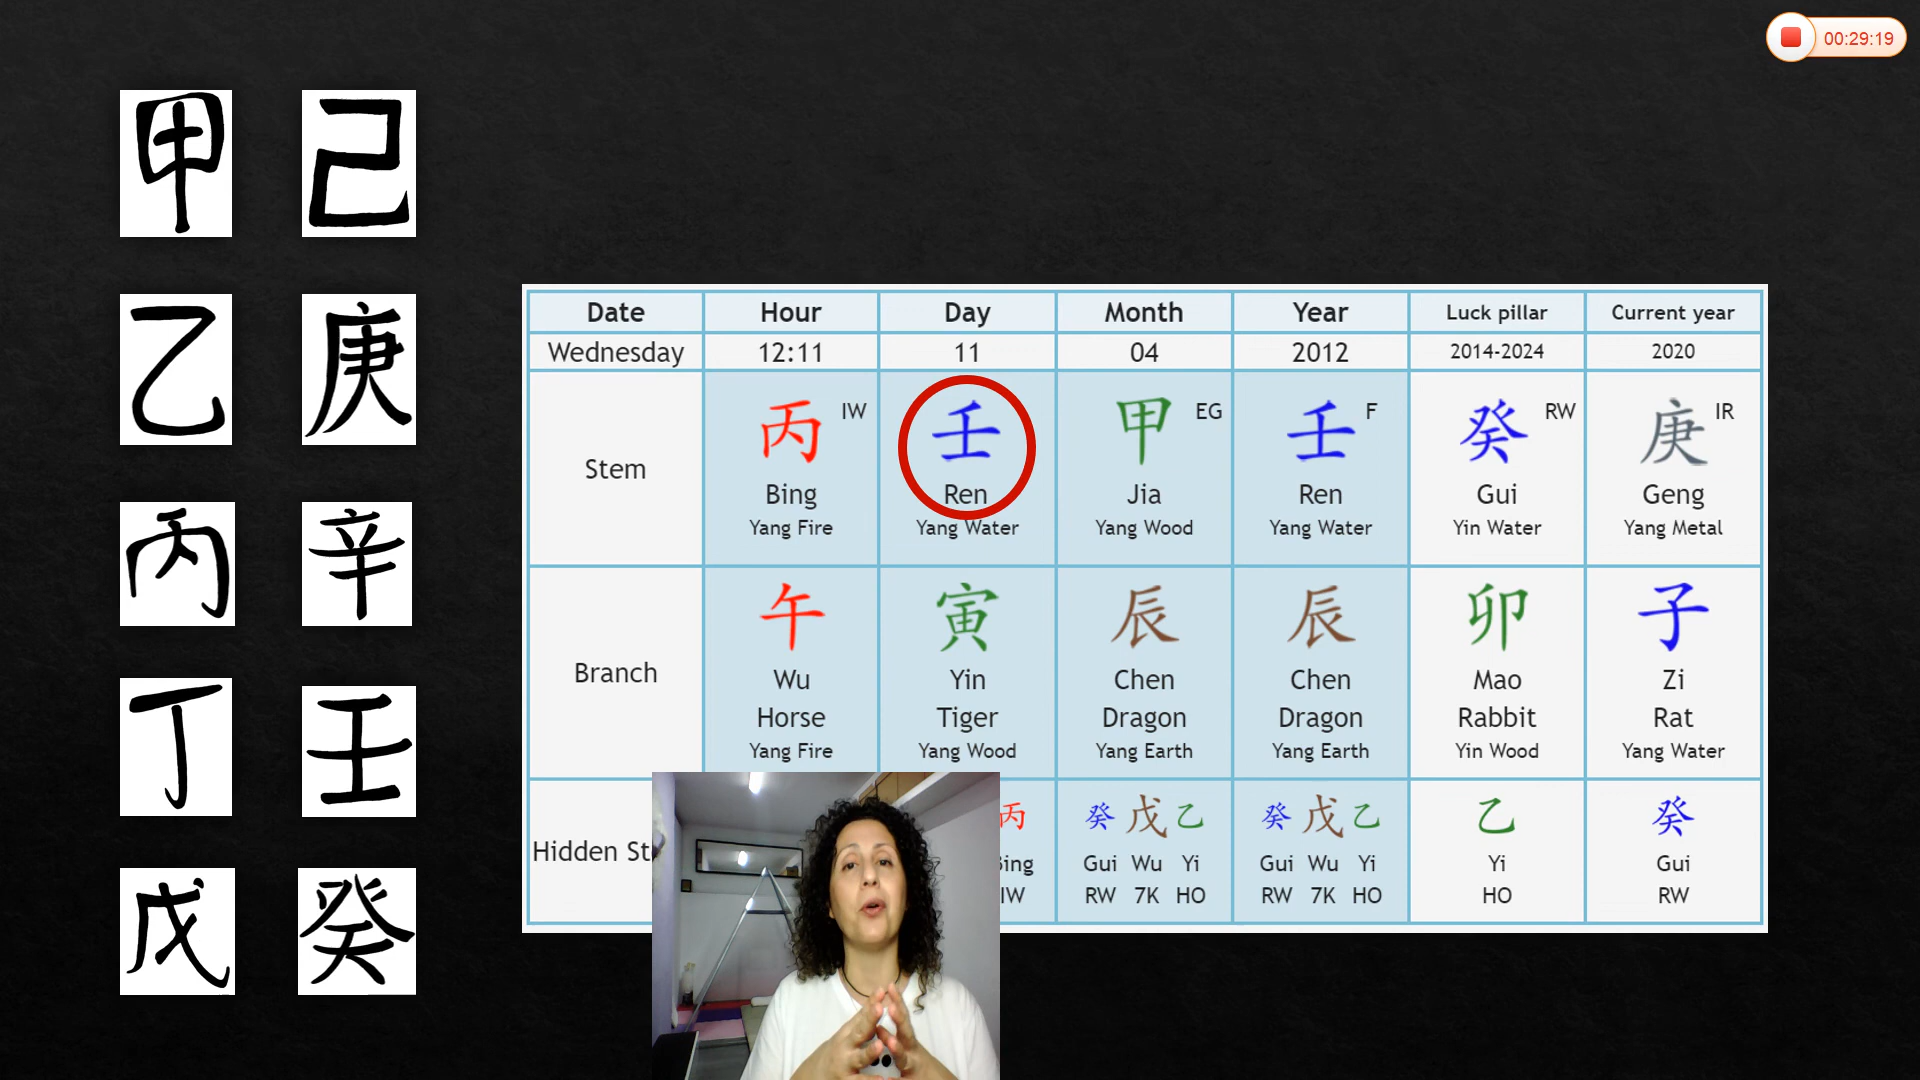 00:29:19
甲 己
乙 庚
丙 辛
丁 壬
戊 癸
Date Hour Day Month Year Luck pillar Current year
Wednesday 12:11 11 04 2012 2014-2024 2020
Stem
丙 IW 壬 甲 EG 壬 F 癸 RW 庚 IR
Bing Ren Jia Ren Gui Geng
Yang Fire Yang Water Yang Wood Yang Water Yin Water Yang Metal
Branch
午 寅 辰 辰 卯 子
Wu Yin Chen Chen Mao Zi
Horse Tiger Dragon Dragon Rabbit Rat
Yang Fire Yang Wood Yang Earth Yang Earth Yin Wood Yang Water
Hidden St
丙 癸 戊 乙 癸 戊 乙 乙 癸
ing Gui Wu Yi Gui Wu Yi Yi Gui
IW RW 7K HO RW 7K HO HO RW